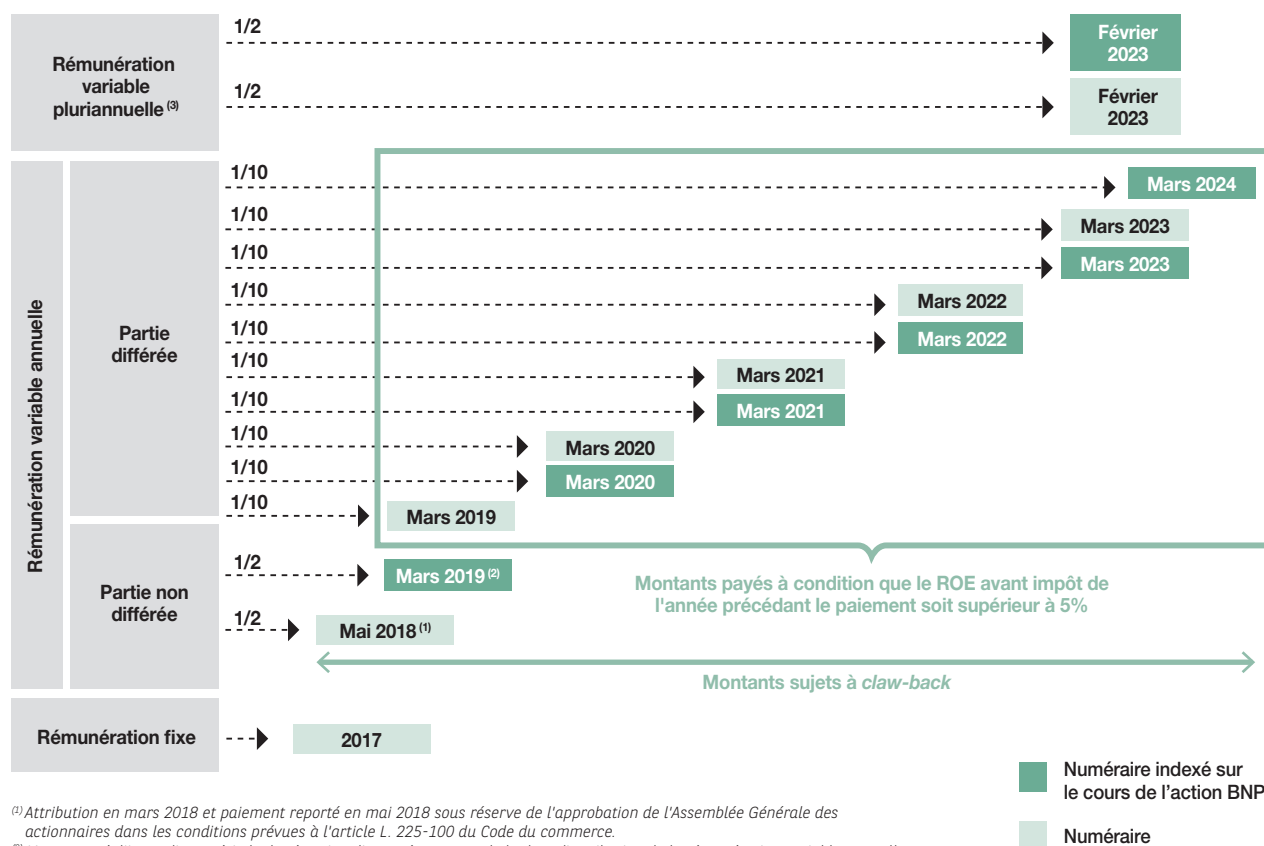 1/2
Février
2023
Rémunération
variable
pluriannuelle (3)
1/2
Février
2023
1/10
Mars 2024
1/10
Mars 2023
1/10
Mars 2023
1/10
Mars 2022
1/10
Mars 2022
1/10
Mars 2021
1/10
Mars 2021
1/10
Mars 2020
1/10
Mars 2020
1/10
Mars 2019
Rémunération variable annuelle
Partie
différée
Partie non
différée
1/2
Mars 2019 (2)
1/2
Mai 2018 (1)
Montants payés à condition que le ROE avant impôt de
l'année précédant le paiement soit supérieur à 5%
Montants sujets à claw-back
Rémunération fixe
2017
Numéraire indexé sur
le cours de l'action BNP
Numéraire
(1) Attribution en mars 2018 et paiement reporté en mai 2018 sous réserve de l'approbation de l'Assemblée Générale des
actionnaires dans les conditions prévues à l'article L. 225-100 du Code du commerce.